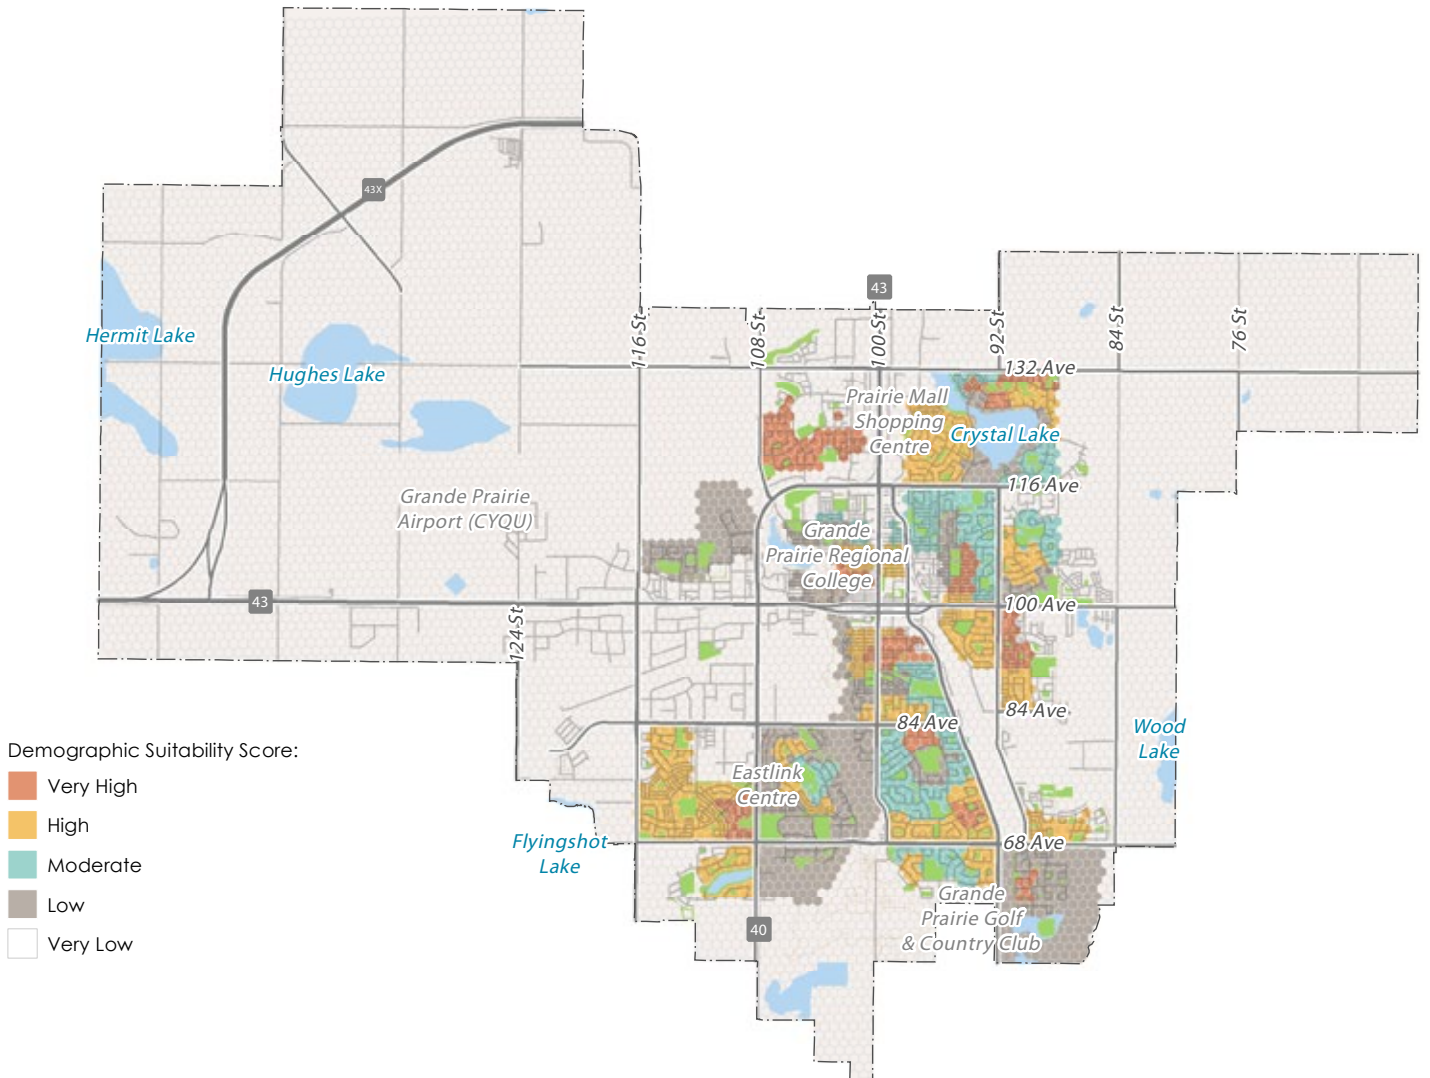 43X
43
Hermit Lake
Hughes Lake
116 St
108 St
100 St
92 St
84 St
76 St
132 Ave
Prairie Mall
Shopping
Centre
Crystal Lake
116 Ave
Grande Prairie
Airport (CYQU)
Grande
Prairie Regional
College
43
100 Ave
124 St
84 Ave
84 Ave
Wood
Lake
Eastlink
Centre
Flyingshot
Lake
68 Ave
Grande
Prairie Golf
& Country Club
40
Demographic Suitability Score:
Very High
High
Moderate
Low
Very Low